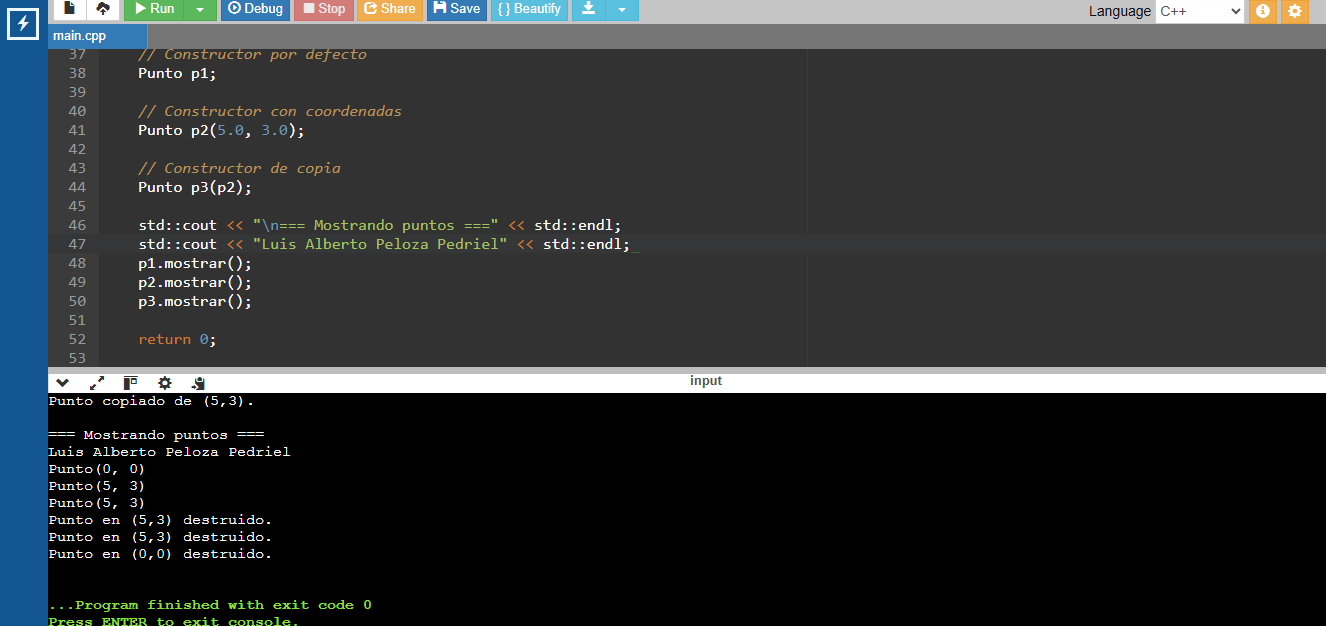 Run Debug Stop Share Save { } Beautify Language C++
main.cpp
37 // Constructor por defecto
38 Punto p1;
39
40 // Constructor con coordenadas
41 Punto p2(5.0, 3.0);
42
43 // Constructor de copia
44 Punto p3(p2);
45
46 std::cout << "\n=== Mostrando puntos ===" << std::endl;
47 std::cout << "Luis Alberto Peloza Pedriel" << std::endl;_
48 p1.mostrar();
49 p2.mostrar();
50 p3.mostrar();
51
52 return 0;
53
input
Punto copiado de (5,3).
=== Mostrando puntos ===
Luis Alberto Peloza Pedriel
Punto(0, 0)
Punto(5, 3)
Punto(5, 3)
Punto en (5,3) destruido.
Punto en (5,3) destruido.
Punto en (0,0) destruido.
...Program finished with exit code 0
Press ENTER to exit console.